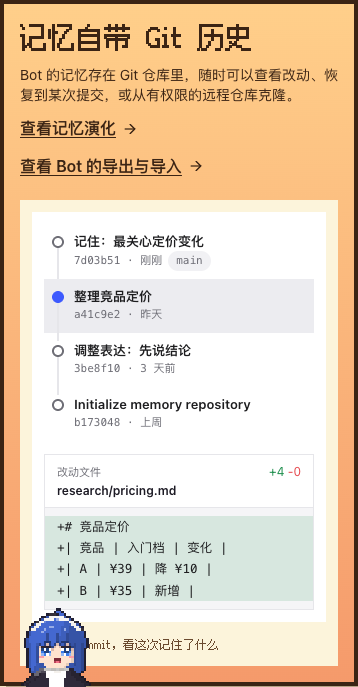 记忆自带 Git 历史
Bot 的记忆存在 Git 仓库里，随时可以查看改动、恢
复到某次提交，或从有权限的远程仓库克隆。
查看记忆演化 →
查看 Bot 的导出与导入 →
记住：最关心定价变化
7d03b51 · 刚刚 main
整理竞品定价
a41c9e2 · 昨天
调整表达：先说结论
3be8f10 · 3 天前
Initialize memory repository
b173048 · 上周
改动文件 +4 -0
research/pricing.md
+# 竞品定价
+| 竞品 | 入门档 | 变化 |
+| A | ¥39 | 降 ¥10 |
+| B | ¥35 | 新增 |
mmit，看这次记住了什么